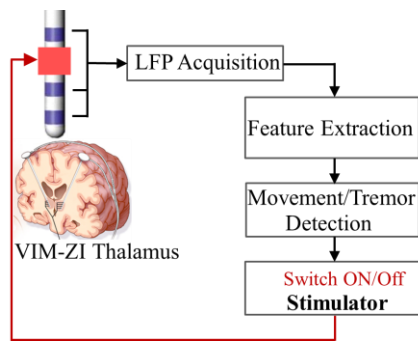 LFP Acquisition
Feature Extraction
Movement/Tremor
Detection
VIM-ZI Thalamus
Switch ON/Off
Stimulator